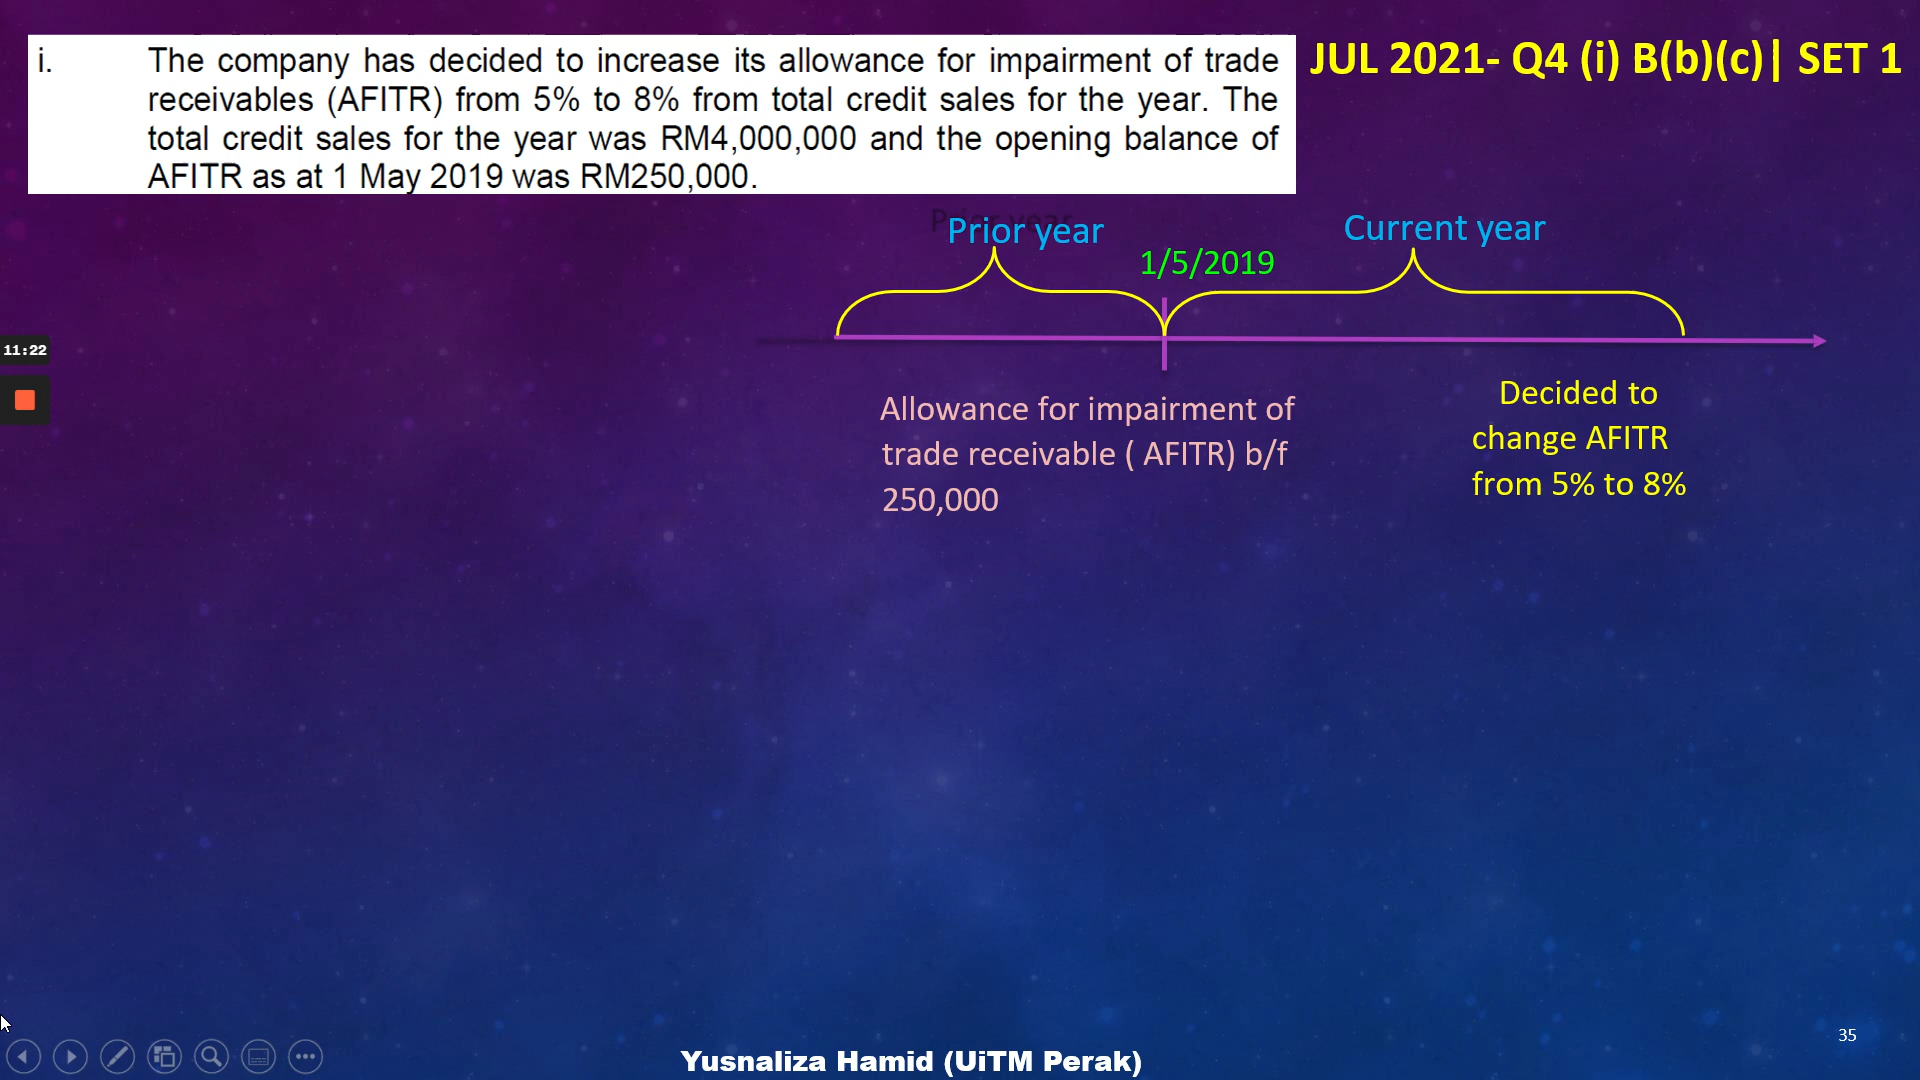 i. The company has decided to increase its allowance for impairment of trade
receivables (AFITR) from 5% to 8% from total credit sales for the year. The
total credit sales for the year was RM4,000,000 and the opening balance of
AFITR as at 1 May 2019 was RM250,000.
JUL 2021- Q4 (i) B(b)(c)| SET 1
Prior year
Prior year
Current year
1/5/2019
11:22
Allowance for impairment of
trade receivable ( AFITR) b/f
250,000
Decided to
change AFITR
from 5% to 8%
35
Yusnaliza Hamid (UiTM Perak)